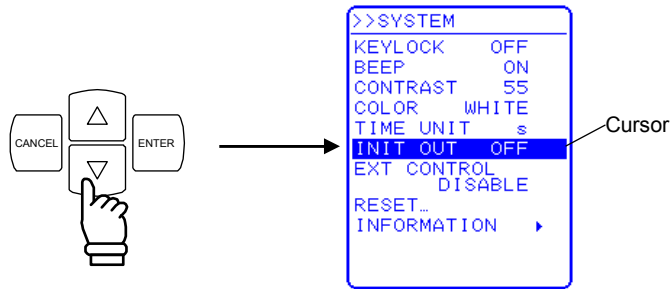 CANCEL
ENTER
>>SYSTEM
KEYLOCK OFF
BEEP ON
CONTRAST 55
COLOR WHITE
TIME UNIT s
INIT OUT OFF
EXT CONTROL
DISABLE
RESET…
INFORMATION ▸
Cursor